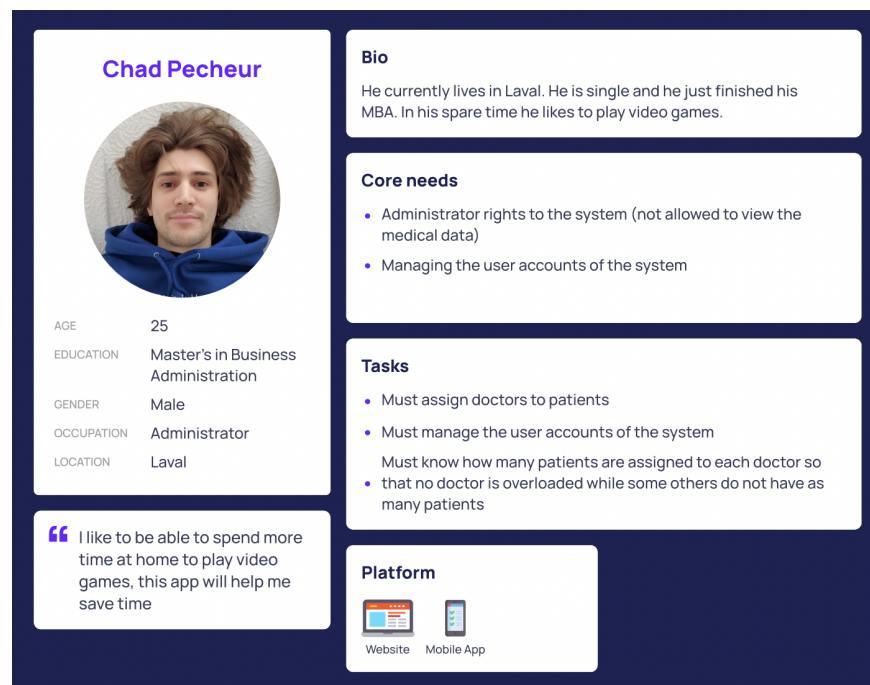 Chad Pecheur
AGE 25
EDUCATION Master's in Business
Administration
GENDER Male
OCCUPATION Administrator
LOCATION Laval
“ I like to be able to spend more
time at home to play video
games, this app will help me
save time
Bio
He currently lives in Laval. He is single and he just finished his
MBA. In his spare time he likes to play video games.
Core needs
• Administrator rights to the system (not allowed to view the
medical data)
• Managing the user accounts of the system
Tasks
• Must assign doctors to patients
• Must manage the user accounts of the system
Must know how many patients are assigned to each doctor so
• that no doctor is overloaded while some others do not have as
many patients
Platform
Website Mobile App